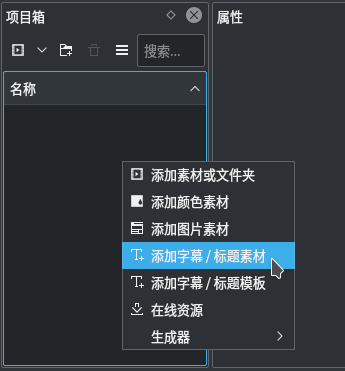 项目箱
属性
搜索...
名称
添加素材或文件夹
添加颜色素材
添加图片素材
添加字幕 / 标题素材
添加字幕 / 标题模板
在线资源
生成器